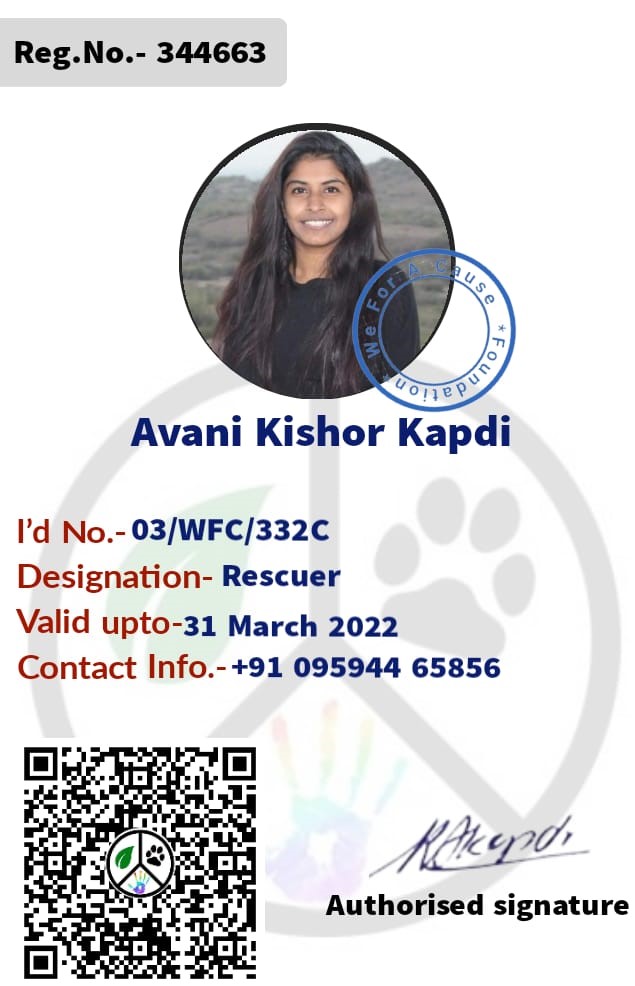 Reg.No.- 344663
We For A Cause
*Foundation*
Avani Kishor Kapdi
I’d No.- 03/WFC/332C
Designation- Rescuer
Valid upto-31 March 2022
Contact Info.-+91 095944 65856
Authorised signature